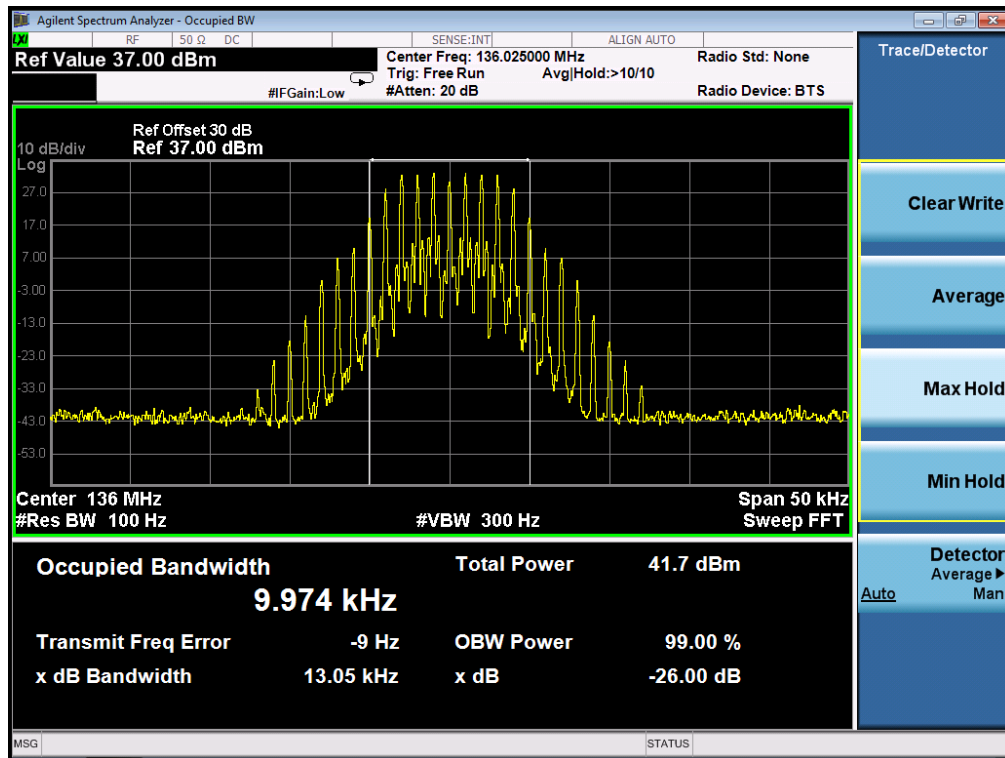 Agilent Spectrum Analyzer - Occupied BW
LXI RF 50 Ω DC SENSE:INT ALIGN AUTO
Ref Value 37.00 dBm
Center Freq: 136.025000 MHz Radio Std: None
Trig: Free Run Avg|Hold:>10/10
#IFGain:Low #Atten: 20 dB Radio Device: BTS
Trace/Detector
Ref Offset 30 dB
10 dB/div Ref 37.00 dBm
Log
27.0
17.0
7.00
-3.00
-13.0
-23.0
-33.0
-43.0
-53.0
Center 136 MHz Span 50 kHz
#Res BW 100 Hz #VBW 300 Hz Sweep FFT
Occupied Bandwidth Total Power 41.7 dBm
9.974 kHz
Transmit Freq Error -9 Hz OBW Power 99.00 %
x dB Bandwidth 13.05 kHz x dB -26.00 dB
Clear Write
Average
Max Hold
Min Hold
Detector
Average
Auto Man
MSG STATUS